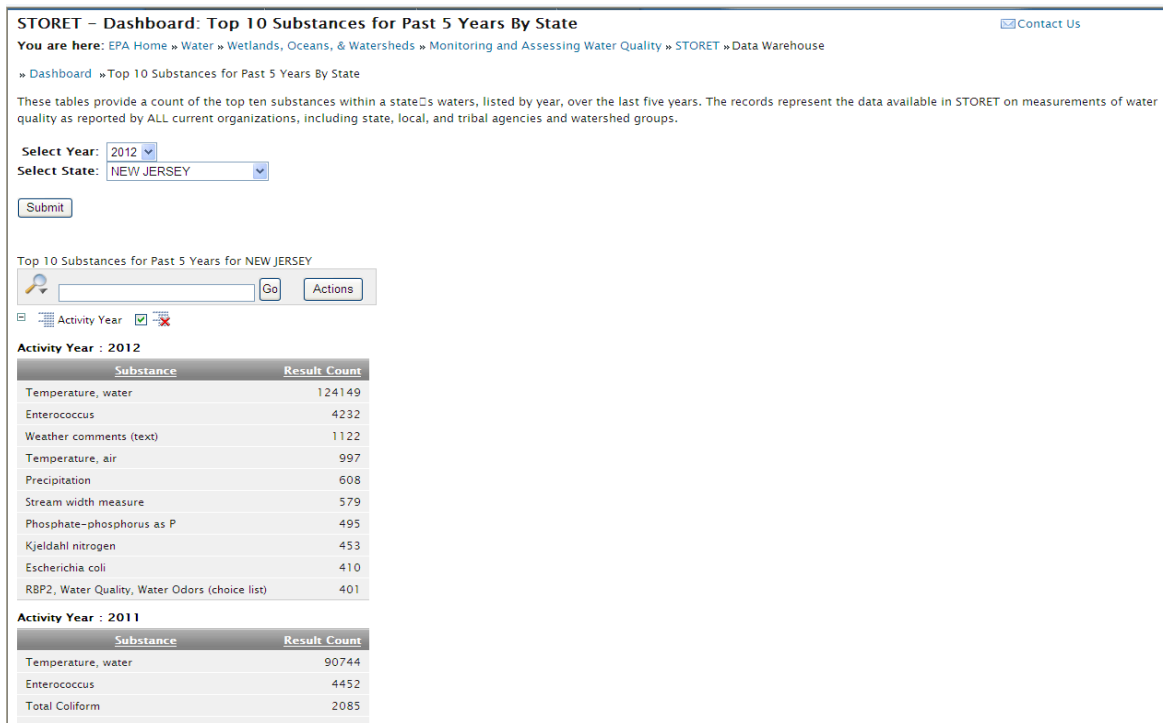 STORET – Dashboard: Top 10 Substances for Past 5 Years By State
Contact Us
You are here: EPA Home » Water » Wetlands, Oceans, & Watersheds » Monitoring and Assessing Water Quality » STORET »Data Warehouse
» Dashboard »Top 10 Substances for Past 5 Years By State
These tables provide a count of the top ten substances within a state□s waters, listed by year, over the last five years. The records represent the data available in STORET on measurements of water
quality as reported by ALL current organizations, including state, local, and tribal agencies and watershed groups.
Select Year: 2012
Select State: NEW JERSEY
Submit
Top 10 Substances for Past 5 Years for NEW JERSEY
Go Actions
Activity Year
Activity Year : 2012
Substance Result Count
Temperature, water 124149
Enterococcus 4232
Weather comments (text) 1122
Temperature, air 997
Precipitation 608
Stream width measure 579
Phosphate-phosphorus as P 495
Kjeldahl nitrogen 453
Escherichia coli 410
RBP2, Water Quality, Water Odors (choice list) 401
Activity Year : 2011
Substance Result Count
Temperature, water 90744
Enterococcus 4452
Total Coliform 2085